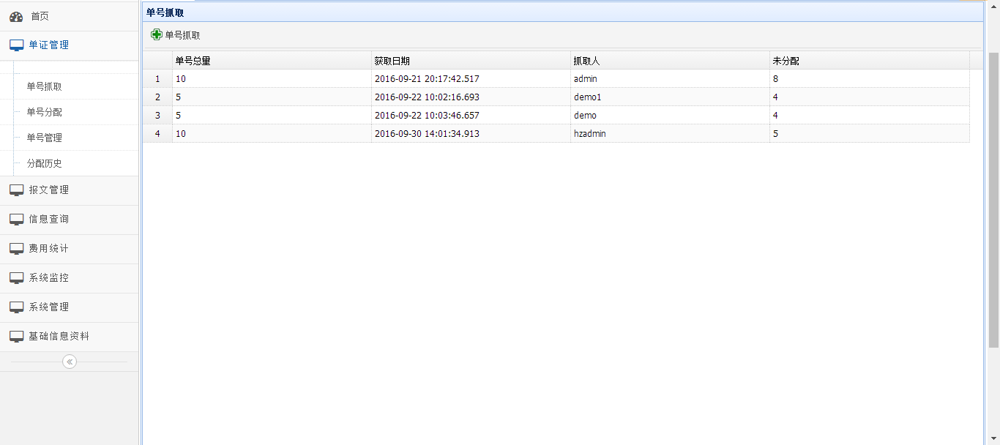 首页
单证管理
单号抓取
单号分配
单号管理
分配历史
报文管理
信息查询
费用统计
系统监控
系统管理
基础信息资料
单号抓取
单号抓取
单号总量 获取日期 抓取人 未分配
1 10 2016-09-21 20:17:42.517 admin 8
2 5 2016-09-22 10:02:16.693 demo1 4
3 5 2016-09-22 10:03:46.657 demo 4
4 10 2016-09-30 14:01:34.913 hzadmin 5